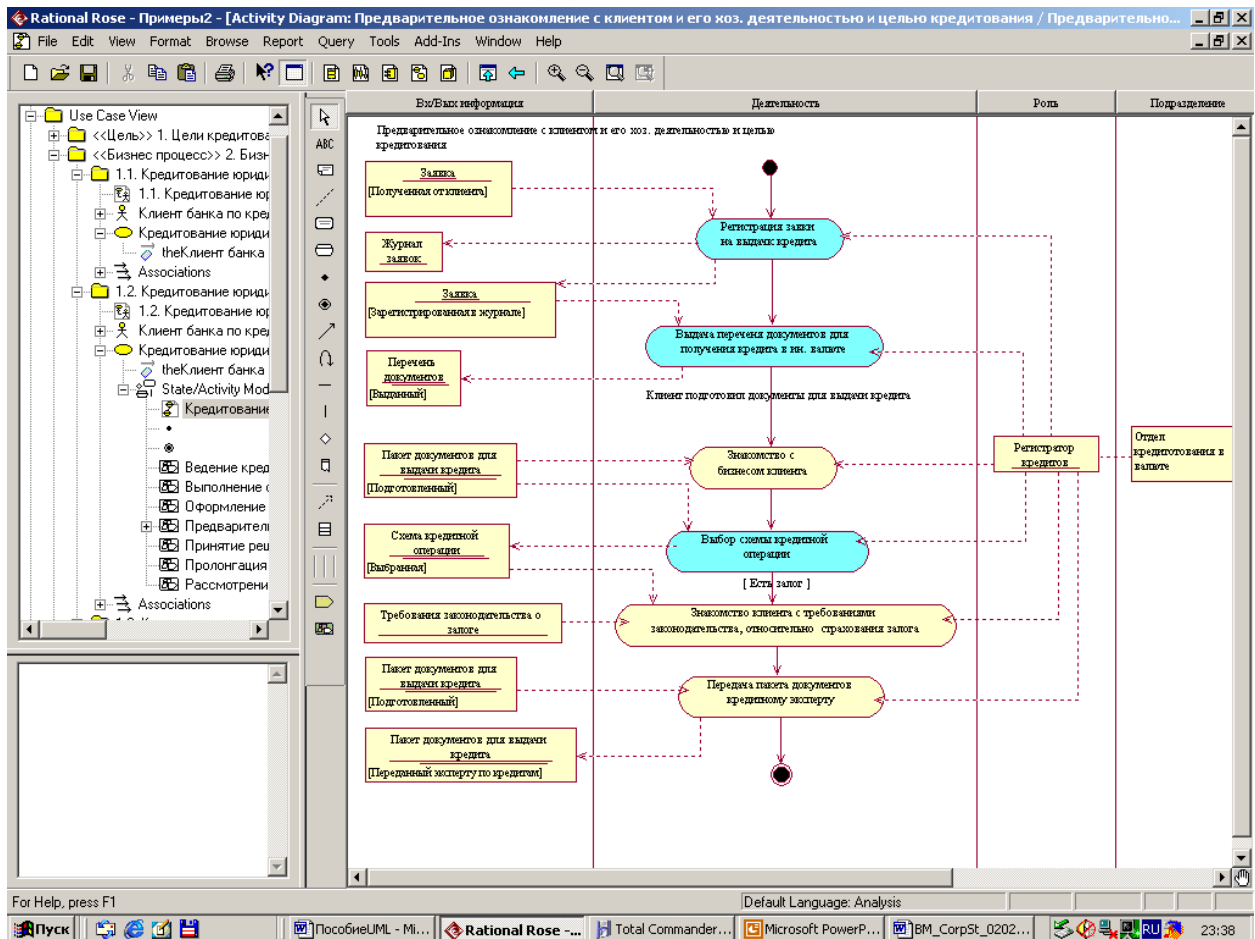 Rational Rose - Примеры2 - [Activity Diagram: Предварительное ознакомление с клиентом и его хоз. деятельностью и целью кредитования / Предварительно...
File Edit View Format Browse Report Query Tools Add-Ins Window Help
Use Case View
<<Цель>> 1. Цели кредитова
<<Бизнес процесс>> 2. Бизн
1.1. Кредитование юриди
1.1. Кредитование юр
Клиент банка по кре
Кредитование юриди
theКлиент банка
Associations
1.2. Кредитование юриди
1.2. Кредитование юр
Клиент банка по кре
Кредитование юриди
theКлиент банка
State/Activity Mod
Кредитование
Ведение кред
Выполнение о
Оформление
Предварител
Принятие реш
Пролонгация
Рассмотрени
Associations
ABC
Вх/Вых информация
Деятельность
Роль
Подразделение
Предварительное ознакомление с клиентом и его хоз. деятельностью и целью
кредитования
Заявка
[Полученная от клиента]
Регистрация заявки
на выдачу кредита
Журнал
заявок
Заявка
[Зарегистрированная в журнале]
Выдача перечня документов для
получения кредита в ин. валюте
Перечень
документов
[Выданный]
Клиент подготовил документы для выдачи кредита
Пакет документов для
выдачи кредита
[Подготовленный]
Знакомство с
бизнесом клиента
Регистратор
кредитов
Отдел
кредитотования в
валюте
Схема кредитной
операции
[Выбранная]
Выбор схемы кредитной
операции
[ Есть залог ]
Требования законодательства о
залоге
Знакомство клиента с требованиями
законодательства, относительно страхования залога
Пакет документов для
выдачи кредита
[Подготовленный]
Передача пакета документов
кредитному эксперту
Пакет документов для выдачи
кредита
[Переданный эксперту по кредитам]
For Help, press F1
Default Language: Analysis
Пуск
ПособиеUML - Mi...
Rational Rose -...
Total Commander...
Microsoft PowerP...
BM_CorpSt_0202...
RU
23:38